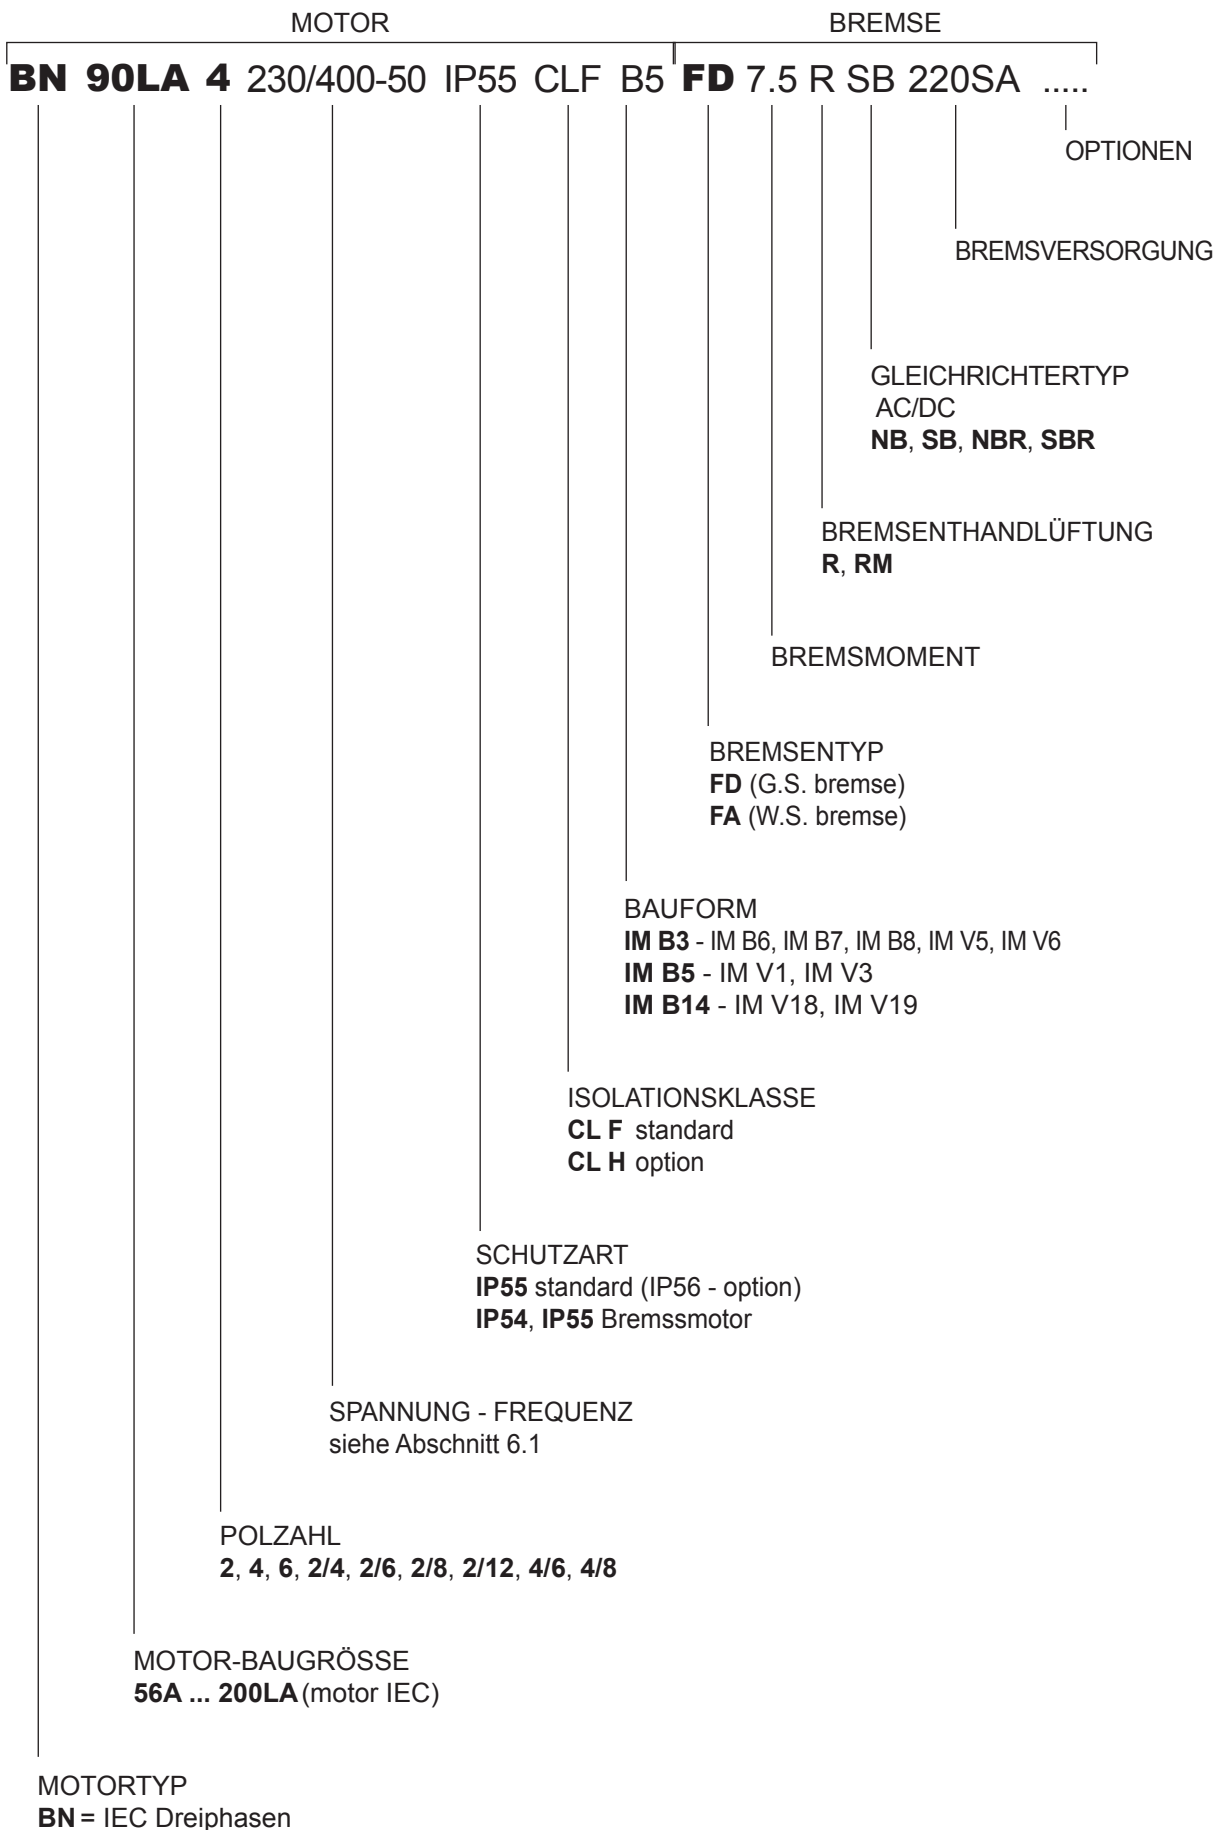 MOTOR BREMSE
BN 90LA 4 230/400-50 IP55 CLF B5 FD 7.5 R SB 220SA .....
OPTIONEN
BREMSVERSORGUNG
GLEICHRICHTERTYP
AC/DC
NB, SB, NBR, SBR
BREMSENTHANDLÜFTUNG
R, RM
BREMSMOMENT
BREMSENTYP
FD (G.S. bremse)
FA (W.S. bremse)
BAUFORM
IM B3 - IM B6, IM B7, IM B8, IM V5, IM V6
IM B5 - IM V1, IM V3
IM B14 - IM V18, IM V19
ISOLATIONSKLASSE
CL F standard
CL H option
SCHUTZART
IP55 standard (IP56 - option)
IP54, IP55 Bremssmotor
SPANNUNG - FREQUENZ
siehe Abschnitt 6.1
POLZAHL
2, 4, 6, 2/4, 2/6, 2/8, 2/12, 4/6, 4/8
MOTOR-BAUGRÖSSE
56A ... 200LA (motor IEC)
MOTORTYP
BN = IEC Dreiphasen